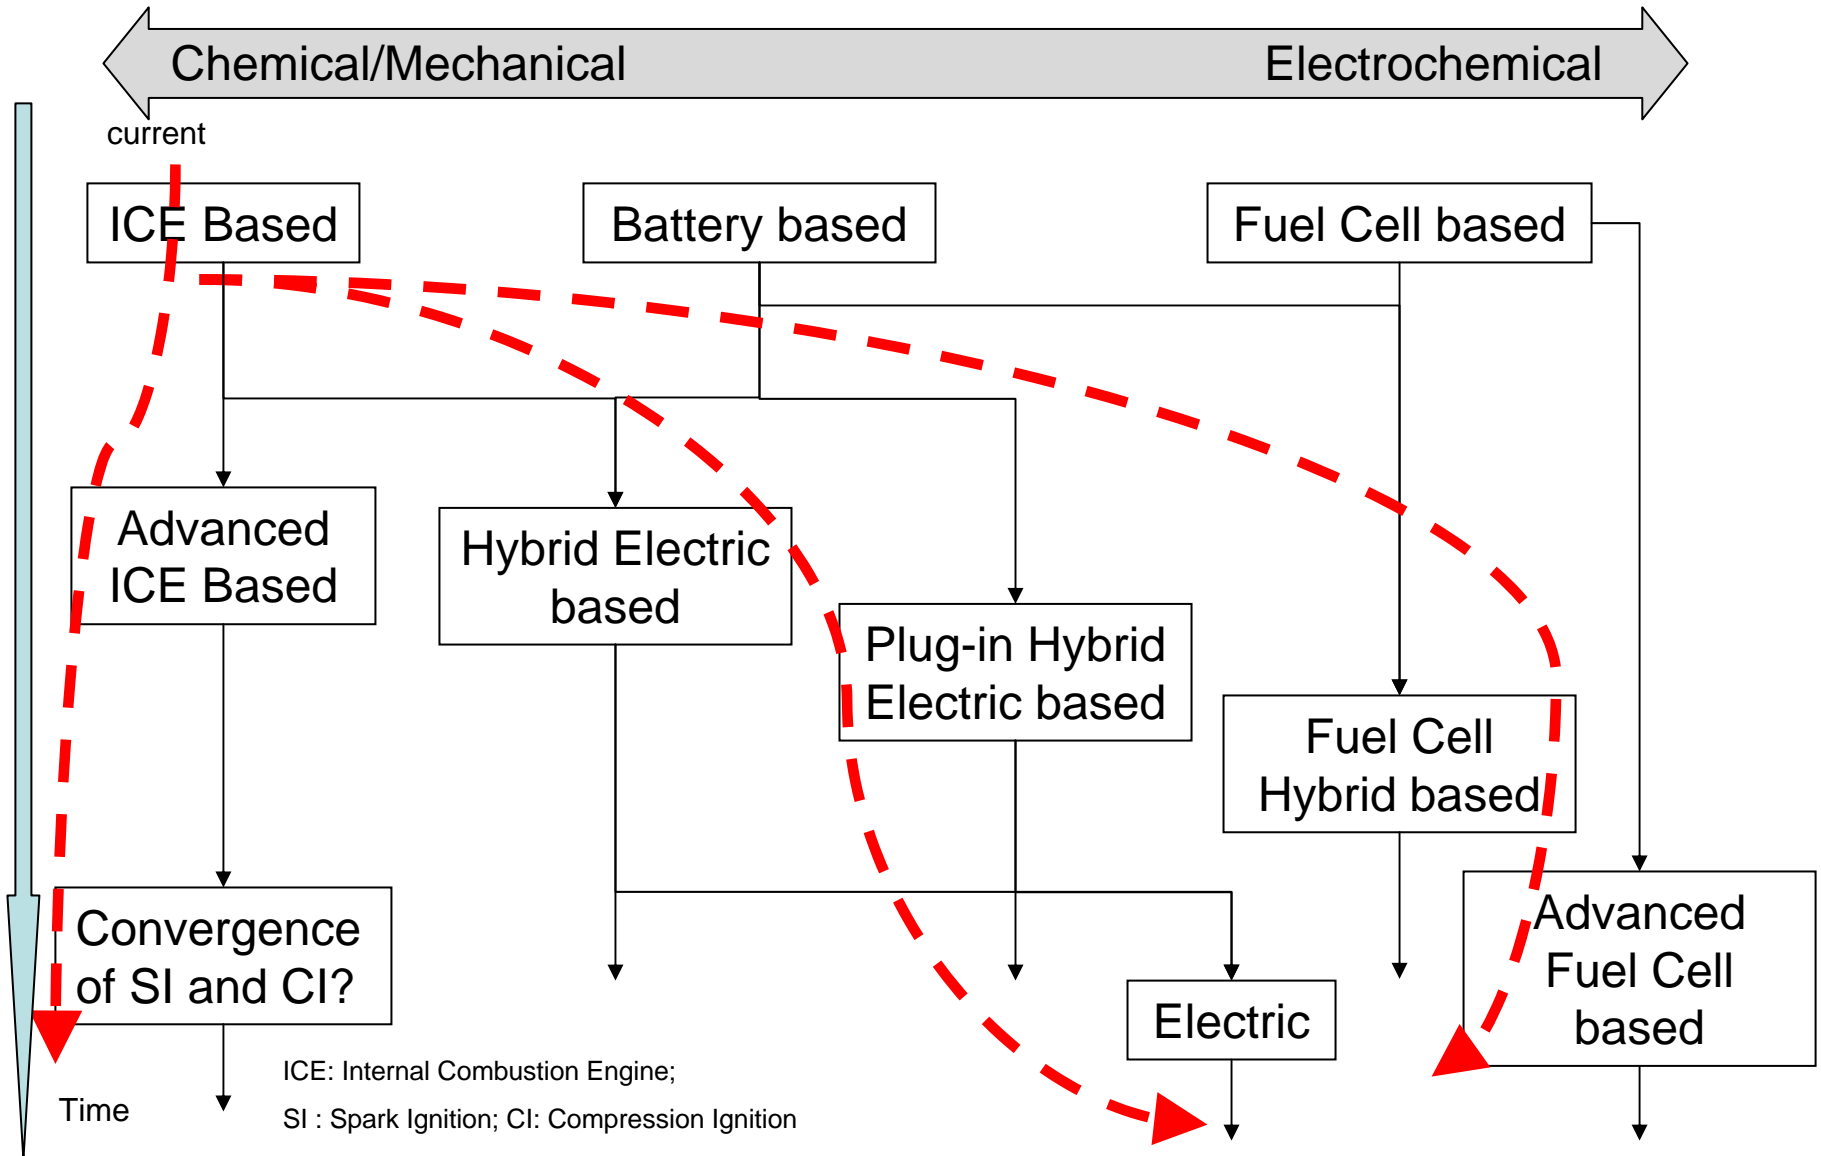 Chemical/Mechanical
Electrochemical
current
ICE Based
Battery based
Fuel Cell based
Advanced
ICE Based
Hybrid Electric
based
Plug-in Hybrid
Electric based
Fuel Cell
Hybrid based
Convergence
of SI and CI?
Advanced
Fuel Cell
based
Electric
Time
ICE: Internal Combustion Engine;
SI : Spark Ignition; CI: Compression Ignition